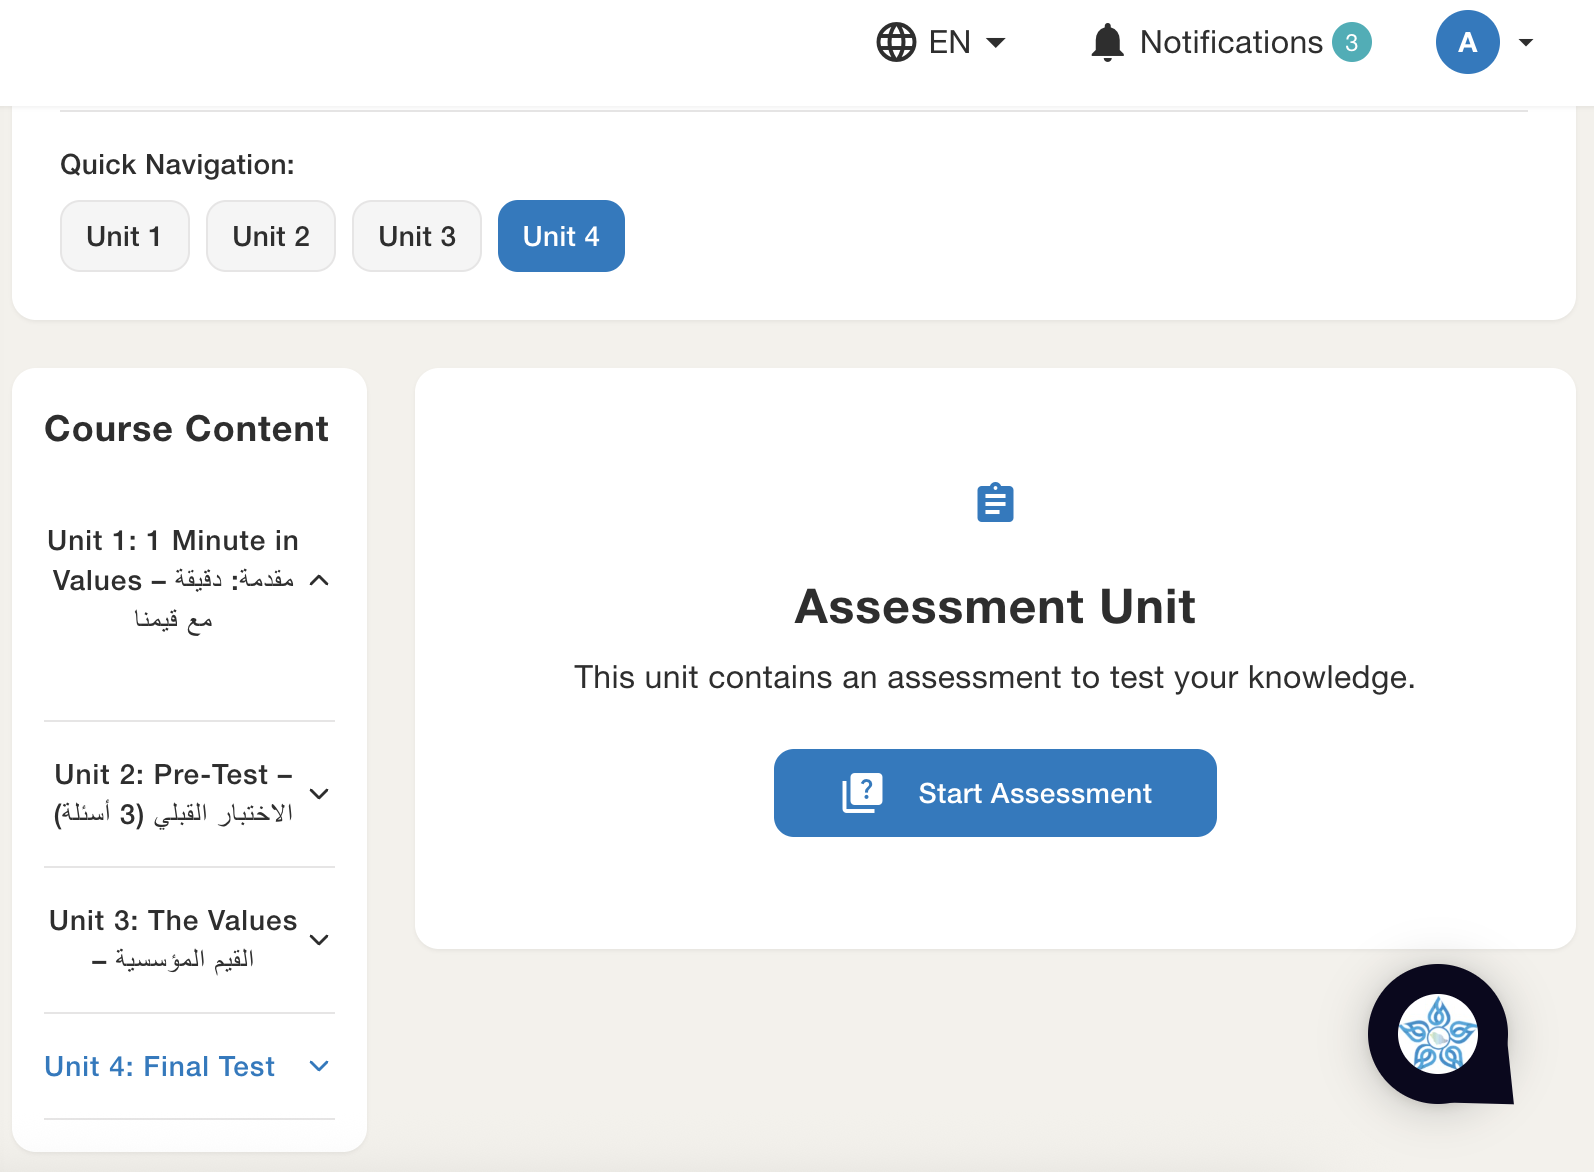 EN
Notifications 3
A
Quick Navigation:
Unit 1
Unit 2
Unit 3
Unit 4
Course Content
Unit 1: 1 Minute in
Values – مقدمة: دقيقة
مع قيمنا
Unit 2: Pre-Test –
الاختبار القبلي (3 أسئلة)
Unit 3: The Values
– القيم المؤسسية
Unit 4: Final Test
Assessment Unit
This unit contains an assessment to test your knowledge.
Start Assessment